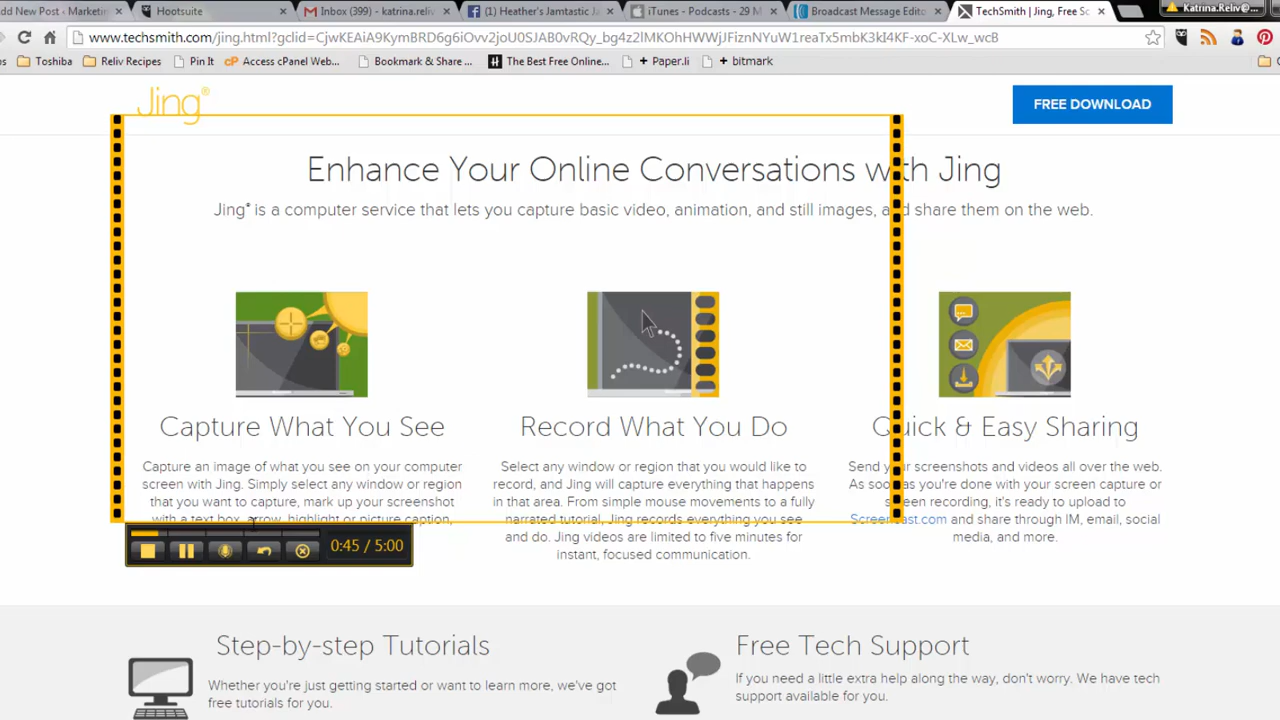 dd New Post ‹ Marketin
Hootsuite
Inbox (399) - katrina.reliv
(1) Heather's Jamtastic J
iTunes - Podcasts - 29 M
Broadcast Message Edito
TechSmith | Jing, Free Sc
Katrina.Reliv@...
Toshiba
Reliv Recipes
Pin It
cP Access cPanel Web...
Bookmark & Share ...
The Best Free Online...
+ Paper.li
+ bitmark
Jing®
FREE DOWNLOAD
Enhance Your Online Conversations with Jing
Jing® is a computer service that lets you capture basic video, animation, and still images, and share them on the web.
Capture What You See
Capture an image of what you see on your computer
screen with Jing. Simply select any window or region
that you want to capture, mark up your screenshot
with a text box, arrow, highlight or picture caption,
Record What You Do
Select any window or region that you would like to
record, and Jing will capture everything that happens
in that area. From simple mouse movements to a fully
narrated tutorial, Jing records everything you see
and do. Jing videos are limited to five minutes for
instant, focused communication.
Quick & Easy Sharing
Send your screenshots and videos all over the web.
As soon as you're done with your screen capture or
screen recording, it's ready to upload to
Screencast.com and share through IM, email, social
media, and more.
0:45 / 5:00
Step-by-step Tutorials
Whether you're just getting started or want to learn more, we've got
free tutorials for you.
Free Tech Support
If you need a little extra help along the way, don't worry. We have tech
support available for you.